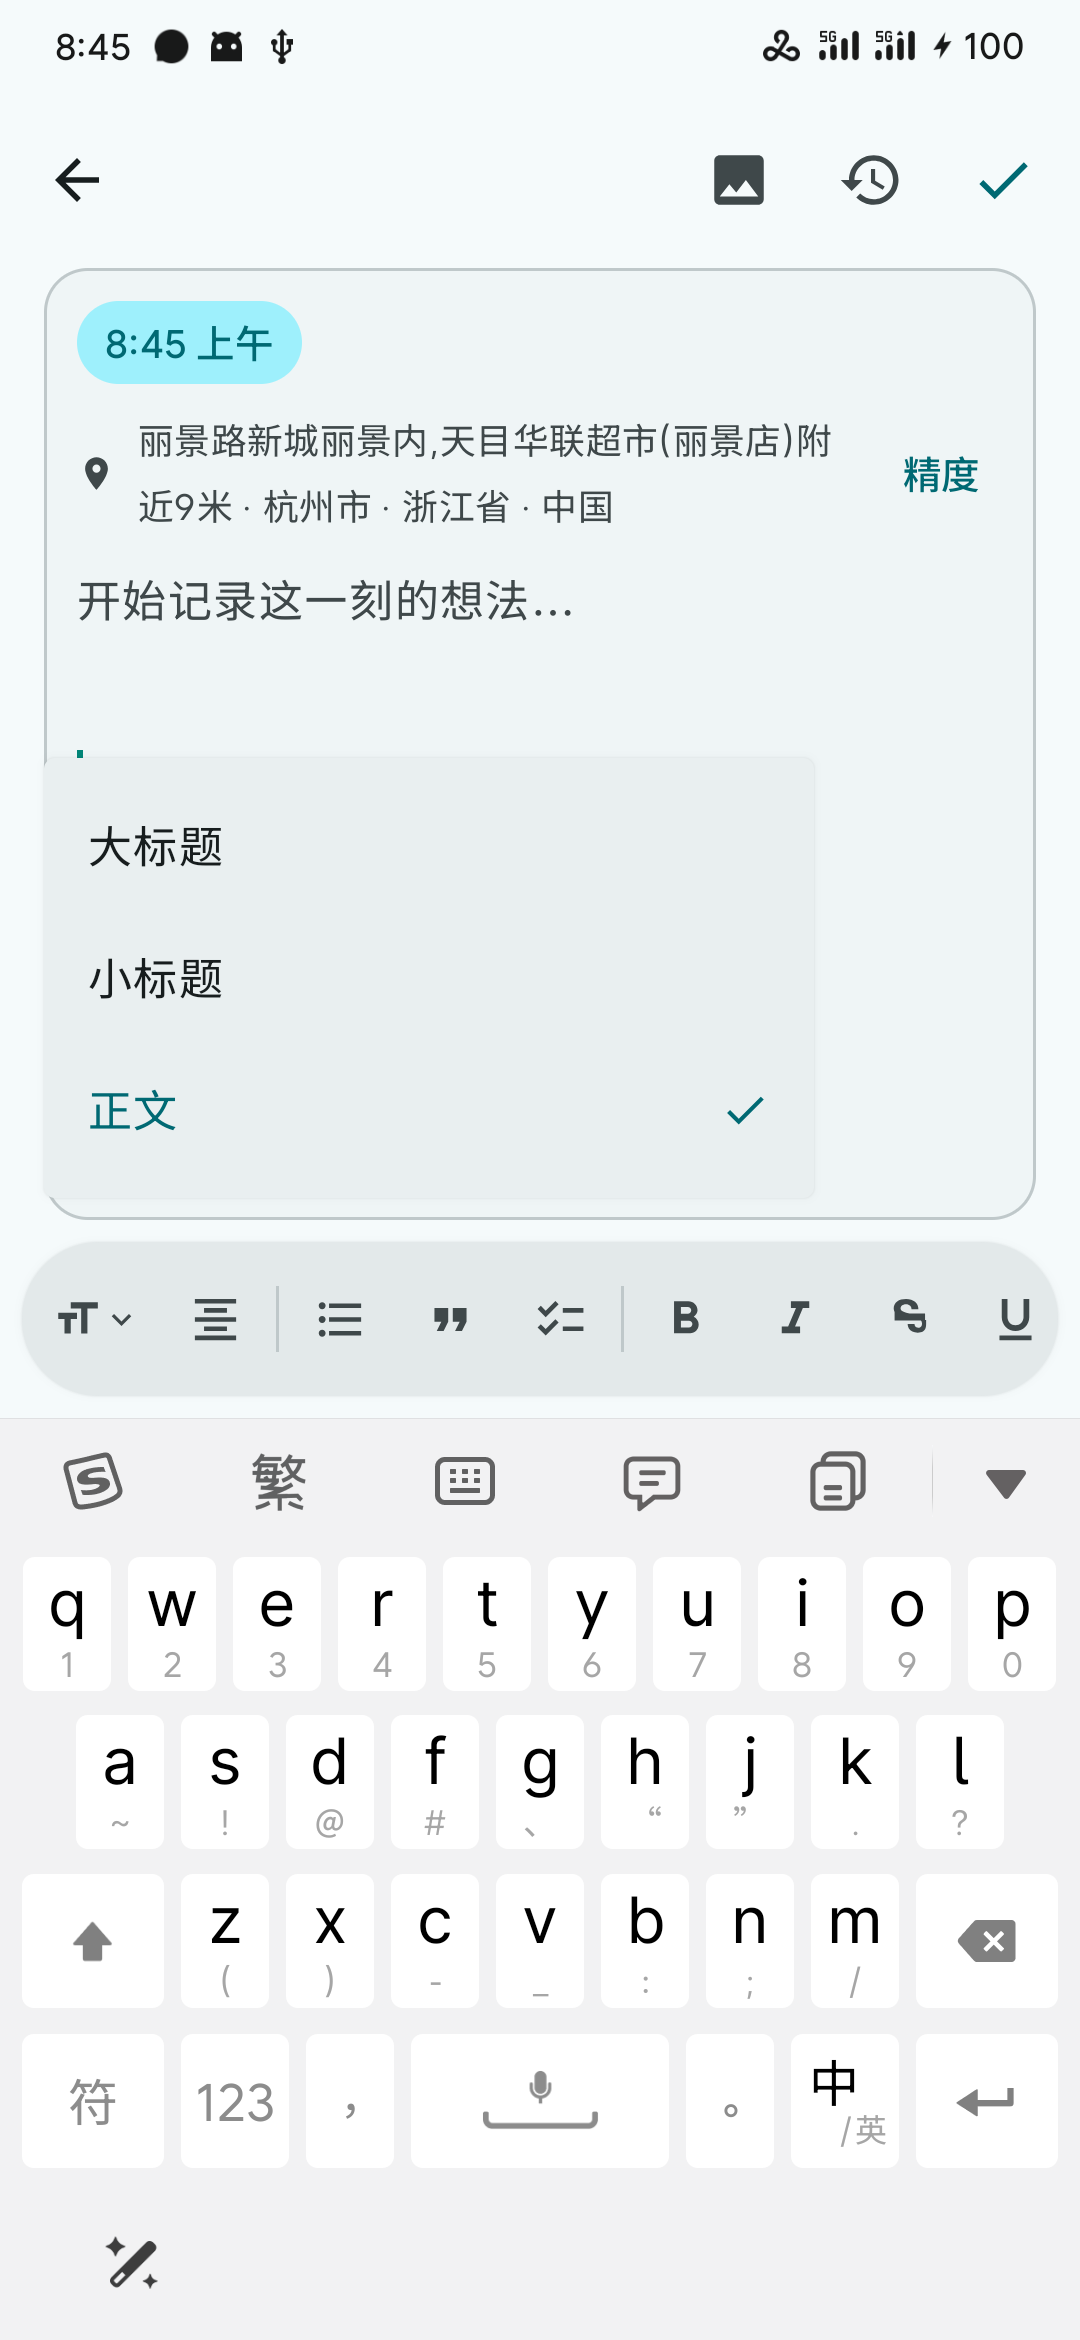 8:45
5G 5G 100
8:45 上午
丽景路新城丽景内,天目华联超市(丽景店)附
近9米 · 杭州市 · 浙江省 · 中国
精度
开始记录这一刻的想法...
大标题
小标题
正文
B I S U
繁
q w e r t y u i o p
1 2 3 4 5 6 7 8 9 0
a s d f g h j k l
~ ! @ # 、 “ ” . ?
z x c v b n m
( ) - _ : ; /
符 123 ， 。 中/英